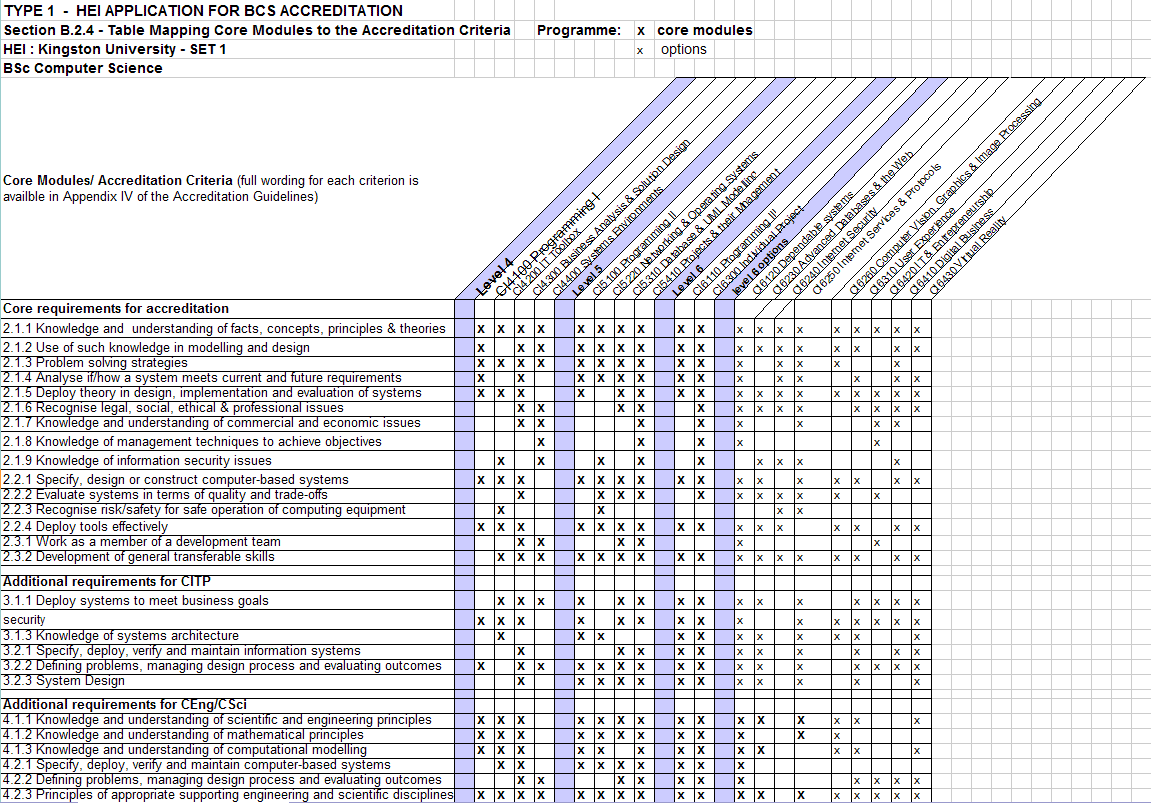 TYPE 1 - HEI APPLICATION FOR BCS ACCREDITATION
Section B.2.4 - Table Mapping Core Modules to the Accreditation Criteria Programme: x core modules
HEI : Kingston University - SET 1 x options
BSc Computer Science
Core Modules/ Accreditation Criteria (full wording for each criterion is
availble in Appendix IV of the Accreditation Guidelines)
Level 4
CI4100 Programming I
CI4200 IT Toolbox
CI4300 Business Analysis & Solution Design
CI4400 Systems Environments
Level 5
CI5100 Programming II
CI5220 Networking & Operating Systems
CI5310 Database & UML Modelling
CI5410 Projects & their Management
Level 6
CI6110 Programming III
CI6300 Individual Project
level 6 options
CI6120 Dependable systems
CI6230 Advanced Databases & the Web
CI6240 Internet Security
CI6250 Internet Services & Protocols
CI6260 Computer Vision, Graphics & Image Processing
CI6310 User Experience
CI6420 IT & Entrepreneurship
CI6410 Digital Business
CI6430 Virtual Reality
Core requirements for accreditation
2.1.1 Knowledge and understanding of facts, concepts, principles & theories x x x x x x x x x x x x x x x x x x x
2.1.2 Use of such knowledge in modelling and design x x x x x x x x x x x x x x x x x
2.1.3 Problem solving strategies x x x x x x x x x x x x x x x
2.1.4 Analyse if/how a system meets current and future requirements x x x x x x x x x x x x x x
2.1.5 Deploy theory in design, implementation and evaluation of systems x x x x x x x x x x x x x x x x x
2.1.6 Recognise legal, social, ethical & professional issues x x x x x x x x x x x x x
2.1.7 Knowledge and understanding of commercial and economic issues x x x x x x x x
2.1.8 Knowledge of management techniques to achieve objectives x x x x x
2.1.9 Knowledge of information security issues x x x x x x x x x
2.2.1 Specify, design or construct computer-based systems x x x x x x x x x x x x x x x x x
2.2.2 Evaluate systems in terms of quality and trade-offs x x x x x x x x x x x
2.2.3 Recognise risk/safety for safe operation of computing equipment x x x x
2.2.4 Deploy tools effectively x x x x x x x x x x x x x x x x
2.3.1 Work as a member of a development team x x x x x x
2.3.2 Development of general transferable skills x x x x x x x x x x x x x x x x x
Additional requirements for CITP
3.1.1 Deploy systems to meet business goals x x x x x x x x x x x x x x x
security x x x x x x x x x x x x x x x
3.1.3 Knowledge of systems architecture x x x x x x x x x x x
3.2.1 Specify, deploy, verify and maintain information systems x x x x x x x x x x x
3.2.2 Defining problems, managing design process and evaluating outcomes x x x x x x x x x x x x x x x x
3.2.3 System Design x x x x x x x x x x x x
Additional requirements for CEng/CSci
4.1.1 Knowledge and understanding of scientific and engineering principles x x x x x x x x x x x x x x x
4.1.2 Knowledge and understanding of mathematical principles x x x x x x x x x x x x
4.1.3 Knowledge and understanding of computational modelling x x x x x x x x x x x x x
4.2.1 Specify, deploy, verify and maintain computer-based systems x x x x x x x x x
4.2.2 Defining problems, managing design process and evaluating outcomes x x x x x x x x x x x
4.2.3 Principles of appropriate supporting engineering and scientific disciplines x x x x x x x x x x x x x x x x x x